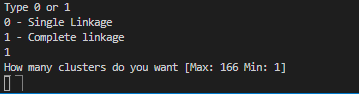 Type 0 or 1
0 - Single Linkage
1 - Complete linkage
1
How many clusters do you want [Max: 166 Min: 1]